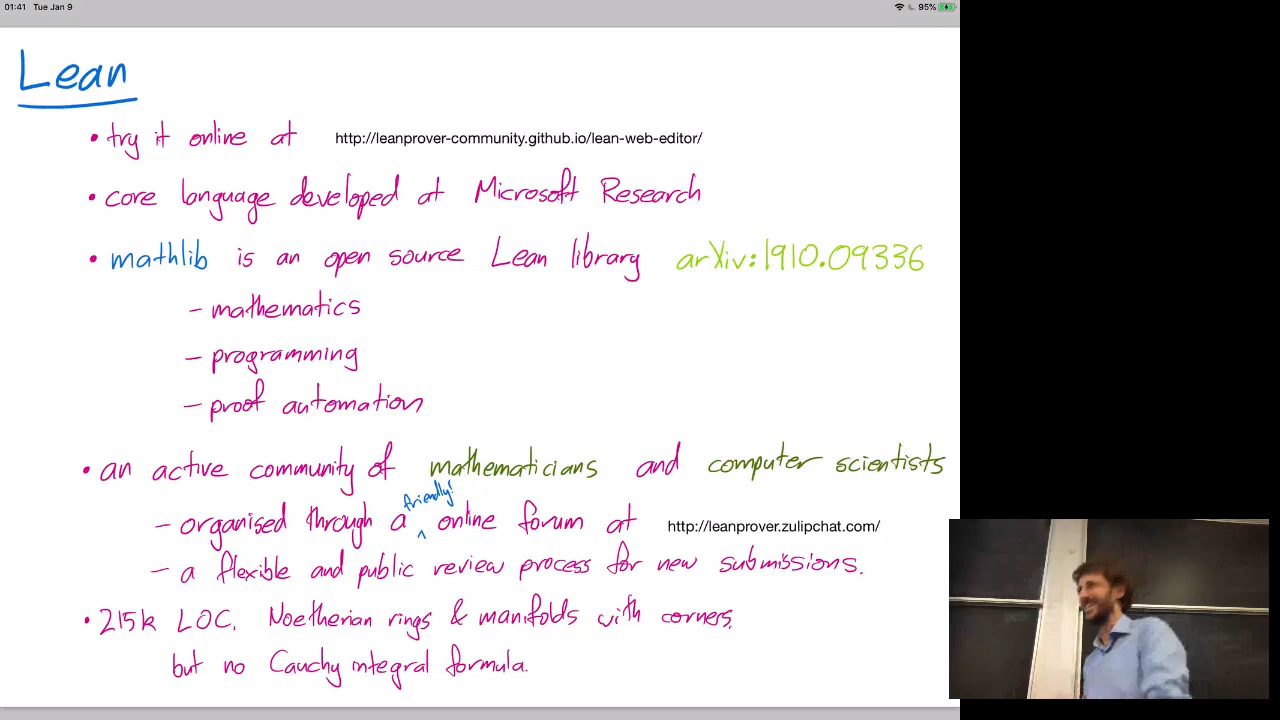 01:41 Tue Jan 9
95%
Lean
• try it online at http://leanprover-community.github.io/lean-web-editor/
• core language developed at Microsoft Research
• mathlib is an open source Lean library arXiv:1910.09336
– mathematics
– programming
– proof automation
• an active community of mathematicians and computer scientists
friendly!
– organised through a ^ online forum at http://leanprover.zulipchat.com/
– a flexible and public review process for new submissions.
• 215k LOC. Noetherian rings & manifolds with corners.
but no Cauchy integral formula.